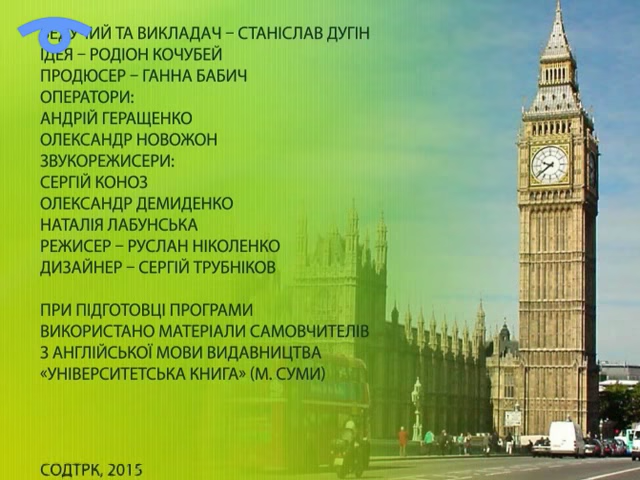 ВЕДУЧИЙ ТА ВИКЛАДАЧ – СТАНІСЛАВ ДУГІН
ІДЕЯ – РОДІОН КОЧУБЕЙ
ПРОДЮСЕР – ГАННА БАБИЧ
ОПЕРАТОРИ:
АНДРІЙ ГЕРАЩЕНКО
ОЛЕКСАНДР НОВОЖОН
ЗВУКОРЕЖИСЕРИ:
СЕРГІЙ КОНОЗ
ОЛЕКСАНДР ДЕМИДЕНКО
НАТАЛІЯ ЛАБУНСЬКА
РЕЖИСЕР – РУСЛАН НІКОЛЕНКО
ДИЗАЙНЕР – СЕРГІЙ ТРУБНІКОВ
ПРИ ПІДГОТОВЦІ ПРОГРАМИ
ВИКОРИСТАНО МАТЕРІАЛИ САМОВЧИТЕЛІВ
З АНГЛІЙСЬКОЇ МОВИ ВИДАВНИЦТВА
«УНІВЕРСИТЕТСЬКА КНИГА» (М. СУМИ)
СОДТРК, 2015